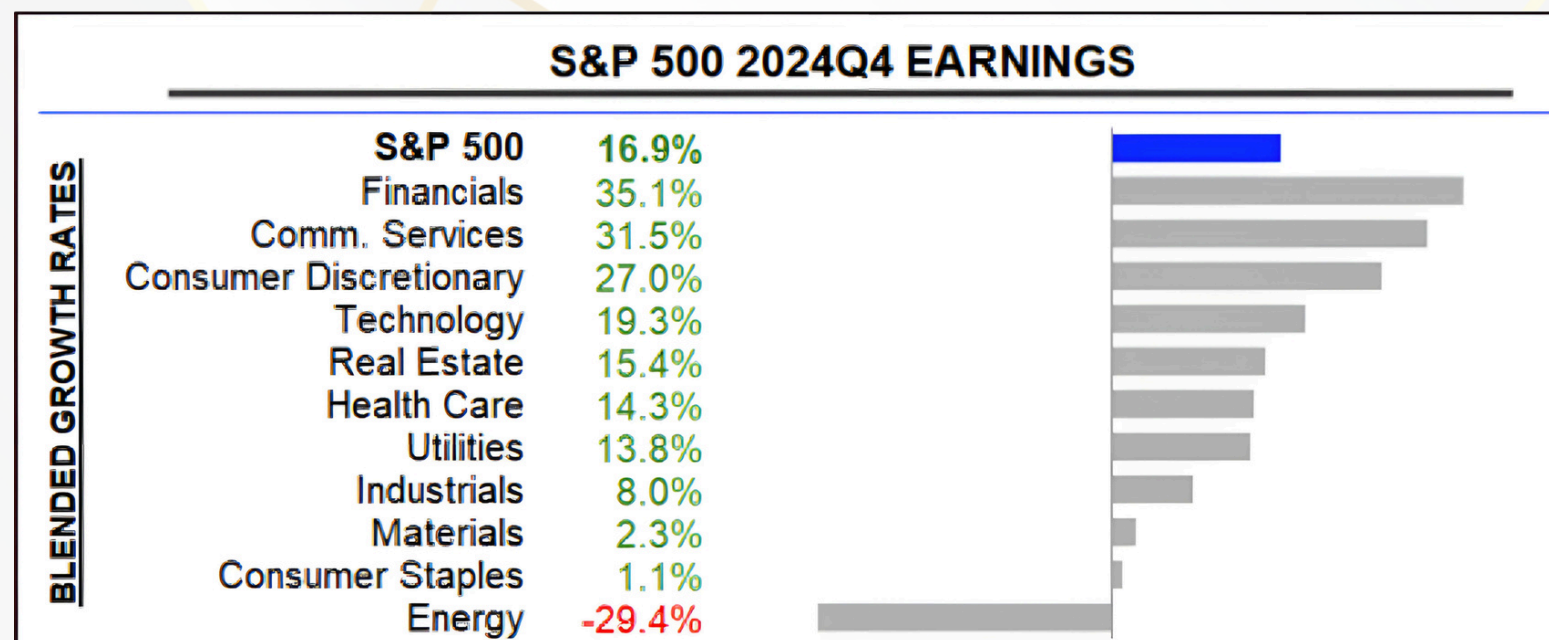 S&P 500 2024Q4 EARNINGS
BLENDED GROWTH RATES
S&P 500 16.9%
Financials 35.1%
Comm. Services 31.5%
Consumer Discretionary 27.0%
Technology 19.3%
Real Estate 15.4%
Health Care 14.3%
Utilities 13.8%
Industrials 8.0%
Materials 2.3%
Consumer Staples 1.1%
Energy -29.4%